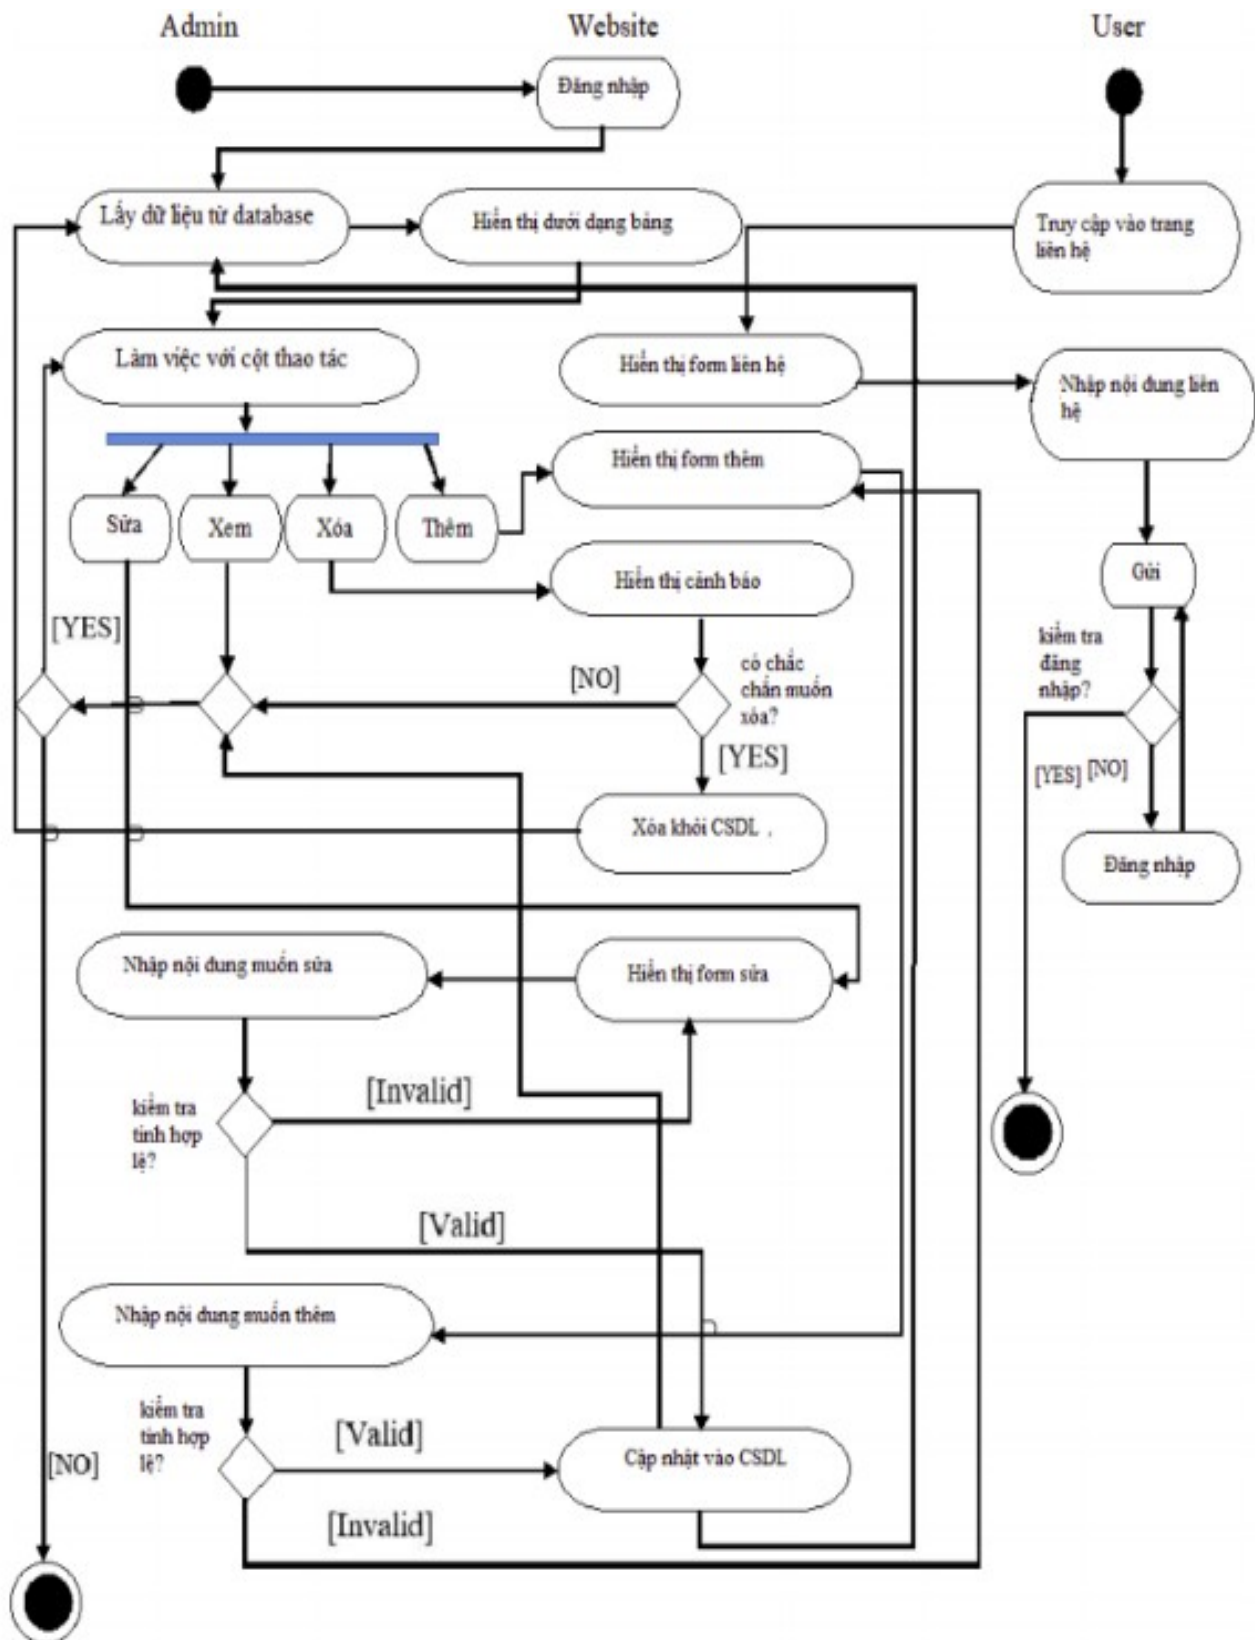 Admin
Website
User
Đăng nhập
Lấy dữ liệu từ database
Hiển thị dưới dạng bảng
Truy cập vào trang
liên hệ
Làm việc với cột thao tác
Hiển thị form liên hệ
Nhập nội dung liên
hệ
Hiển thị form thêm
Sửa
Xem
Xóa
Thêm
Hiển thị cảnh báo
Gửi
[YES]
[NO]
có chắc
chắn muốn
xóa?
kiểm tra
đăng
nhập?
[YES]
[YES]
[NO]
Xóa khỏi CSDL
Đăng nhập
Nhập nội dung muốn sửa
Hiển thị form sửa
[Invalid]
kiểm tra
tính hợp
lệ?
[Valid]
Nhập nội dung muốn thêm
kiểm tra
tính hợp
lệ?
[Valid]
Cập nhật vào CSDL
[NO]
[Invalid]